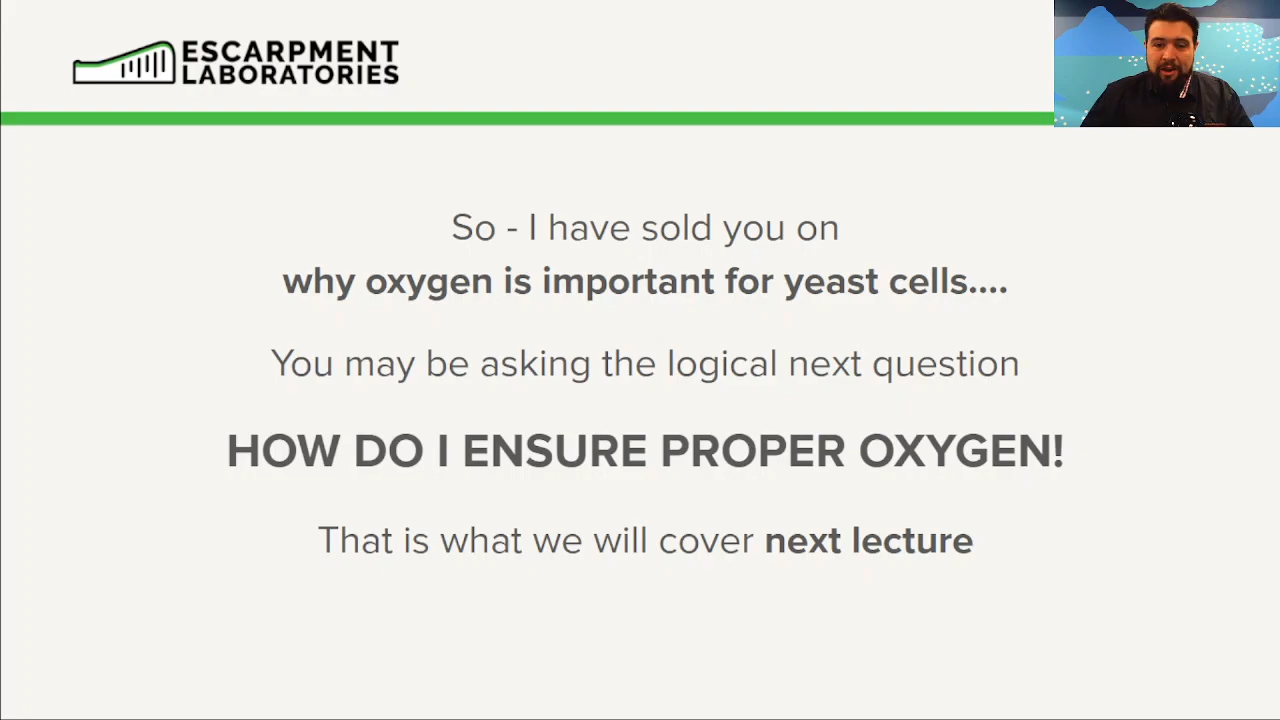 ESCARPMENT
LABORATORIES
So - I have sold you on
why oxygen is important for yeast cells....
You may be asking the logical next question
HOW DO I ENSURE PROPER OXYGEN!
That is what we will cover next lecture